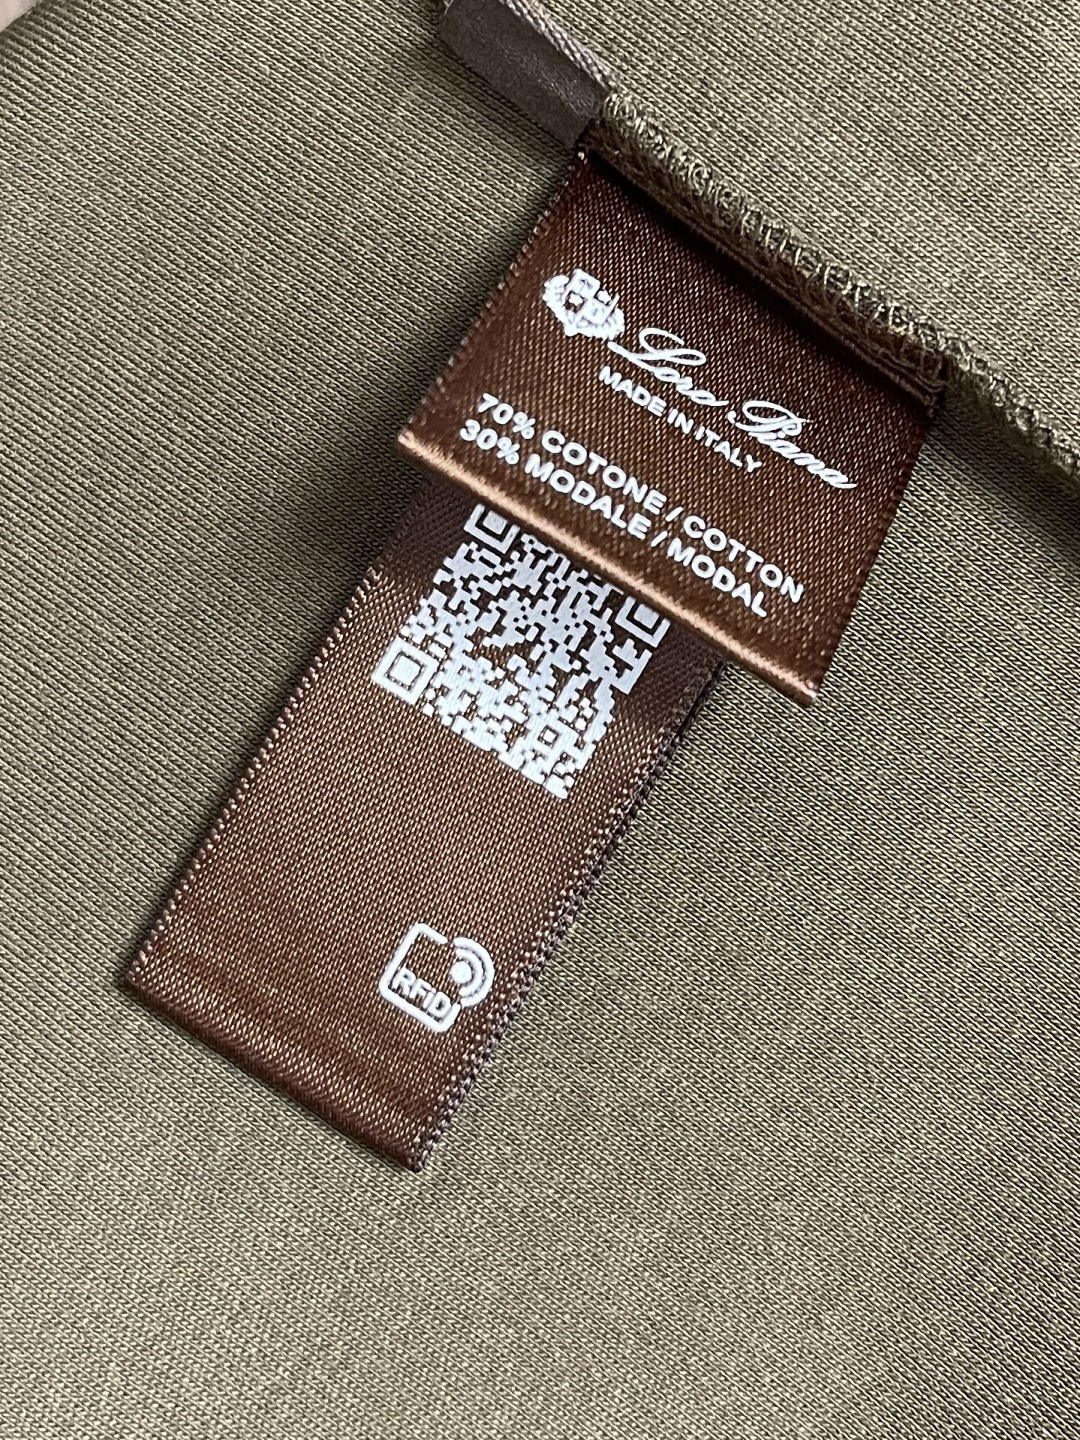 Loro Piana
MADE IN ITALY
70% COTONE / COTTON
30% MODALE / MODAL
RFiD